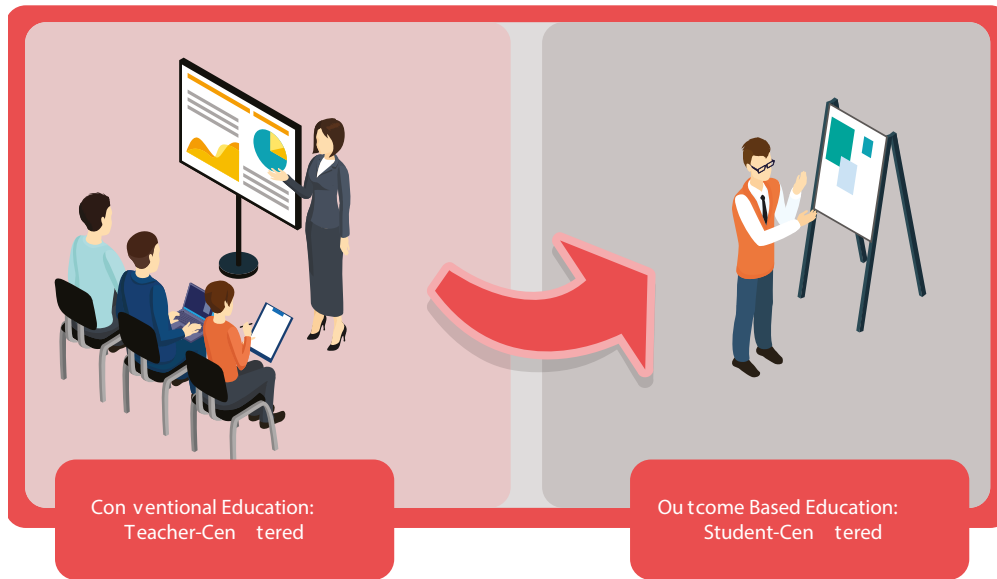 Con ventional Education:
Teacher-Cen tered
Ou tcome Based Education:
Student-Cen tered